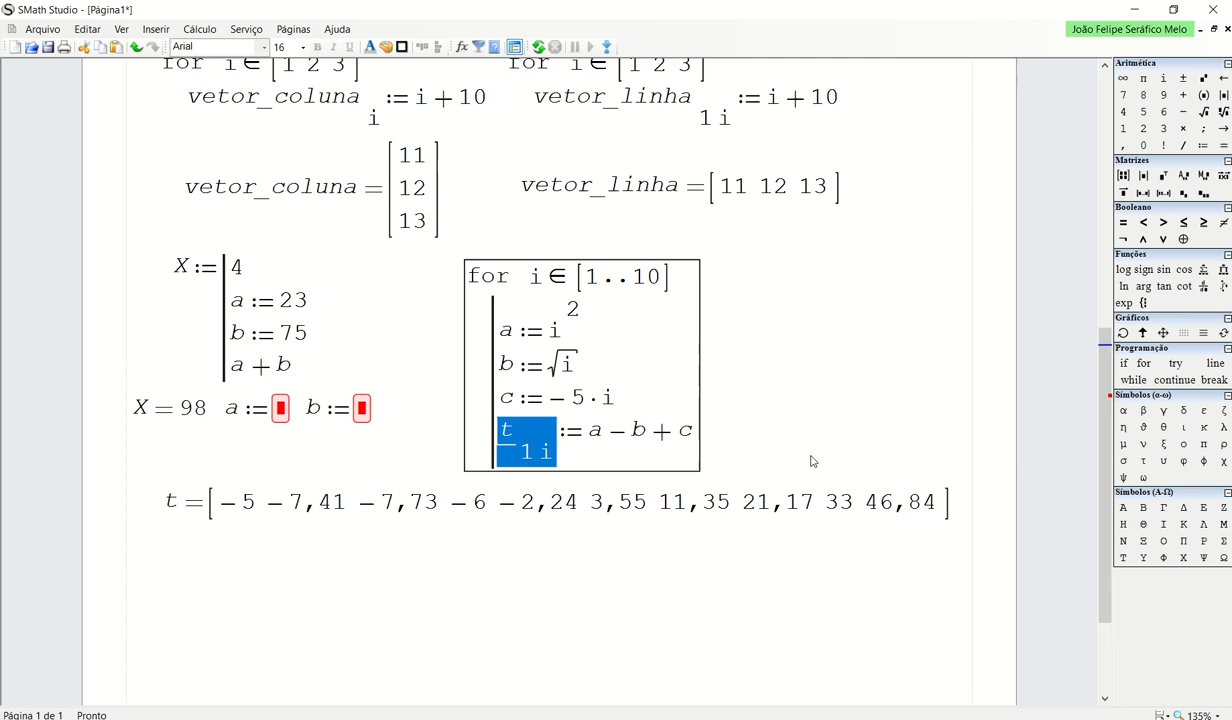 SMath Studio - [Página1*]
Arquivo Editar Ver Inserir Cálculo Serviço Páginas Ajuda
João Felipe Seráfico Melo
Arial 16 B I U A fx
for i∈[1 2 3] for i∈[1 2 3]
vetor_coluna i := i + 10 vetor_linha 1 i := i + 10
vetor_coluna = [11 12 13] vetor_linha = [11 12 13]
X := 4
a := 23
b := 75
a + b
X = 98 a := ■ b := ■
for i∈[1..10]
a := i²
b := √i
c := − 5 · i
t 1 i := a − b + c
t = [− 5 − 7,41 − 7,73 − 6 − 2,24 3,55 11,35 21,17 33 46,84]
Aritmética
∞ π i ±
7 8 9 +
4 5 6 −
1 2 3 × ; →
, 0 ! / := =
Matrizes
Booleano
= < > ≤ ≥ ≠
¬ ∧ ∨ ⊕
Funções
log sign sin cos
ln arg tan cot
exp
Gráficos
Programação
if for try line
while continue break
Símbolos (α-ω)
α β γ δ ε ζ
η ϑ θ ι κ λ
μ ν ξ ο π ρ
σ τ υ φ ϕ χ
ψ ω
Símbolos (Α-Ω)
Α Β Γ Δ Ε Ζ
Η Θ Ι Κ Λ Μ
Ν Ξ Ο Π Ρ Σ
Τ Υ Φ Χ Ψ Ω
Página 1 de 1 Pronto
135%